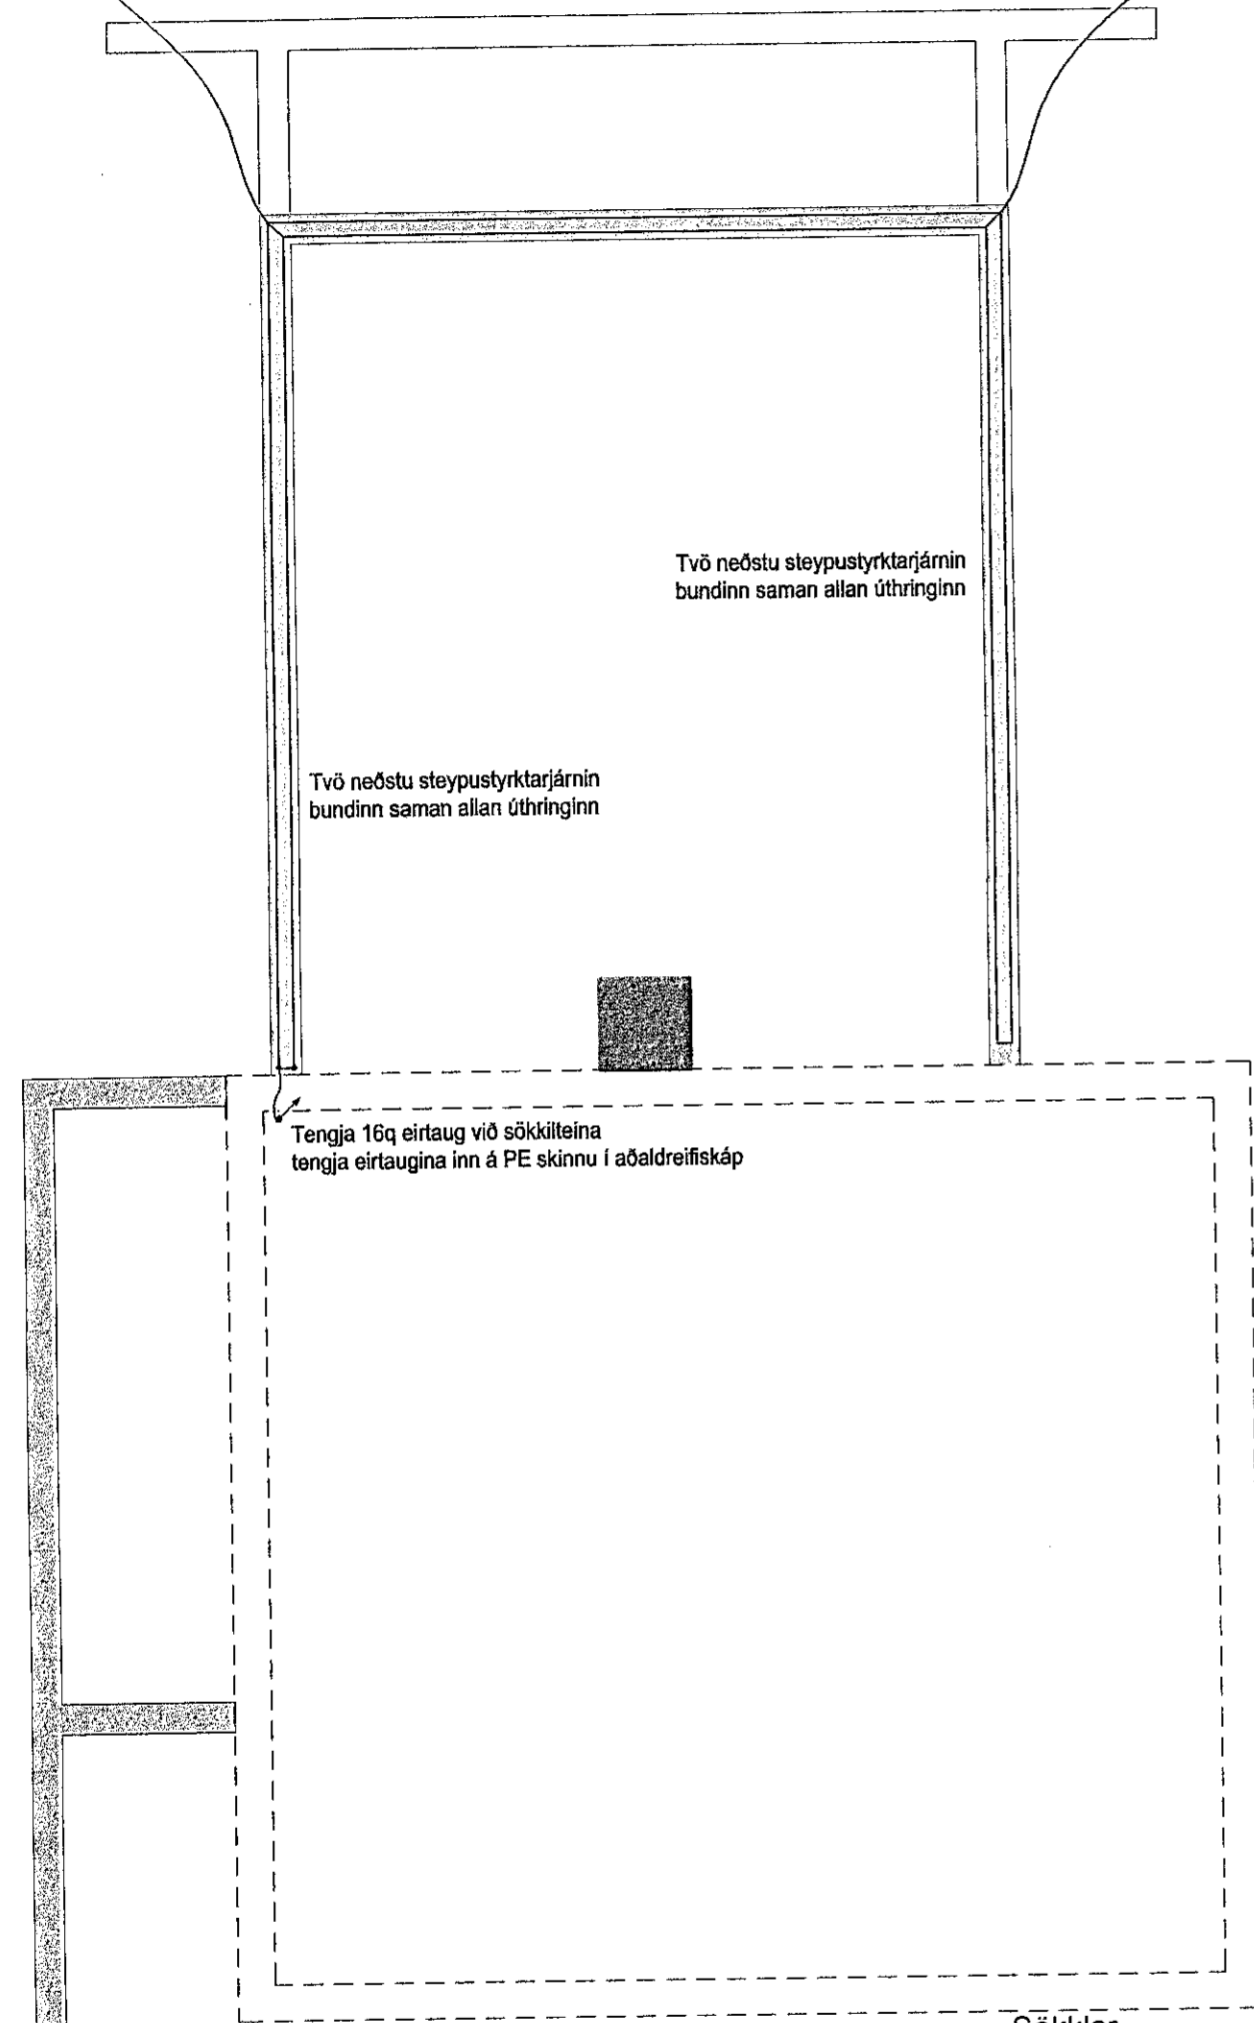 Tvö neðstu steypustyrktarjárnin
bundinn saman allan úthringinn
Tvö neðstu steypustyrktarjárnin
bundinn saman allan úthringinn
Tengja 16q eirtaug við sökkilteina
tengja eirtaugina inn á PE skinnu í aðaldreifiskáp